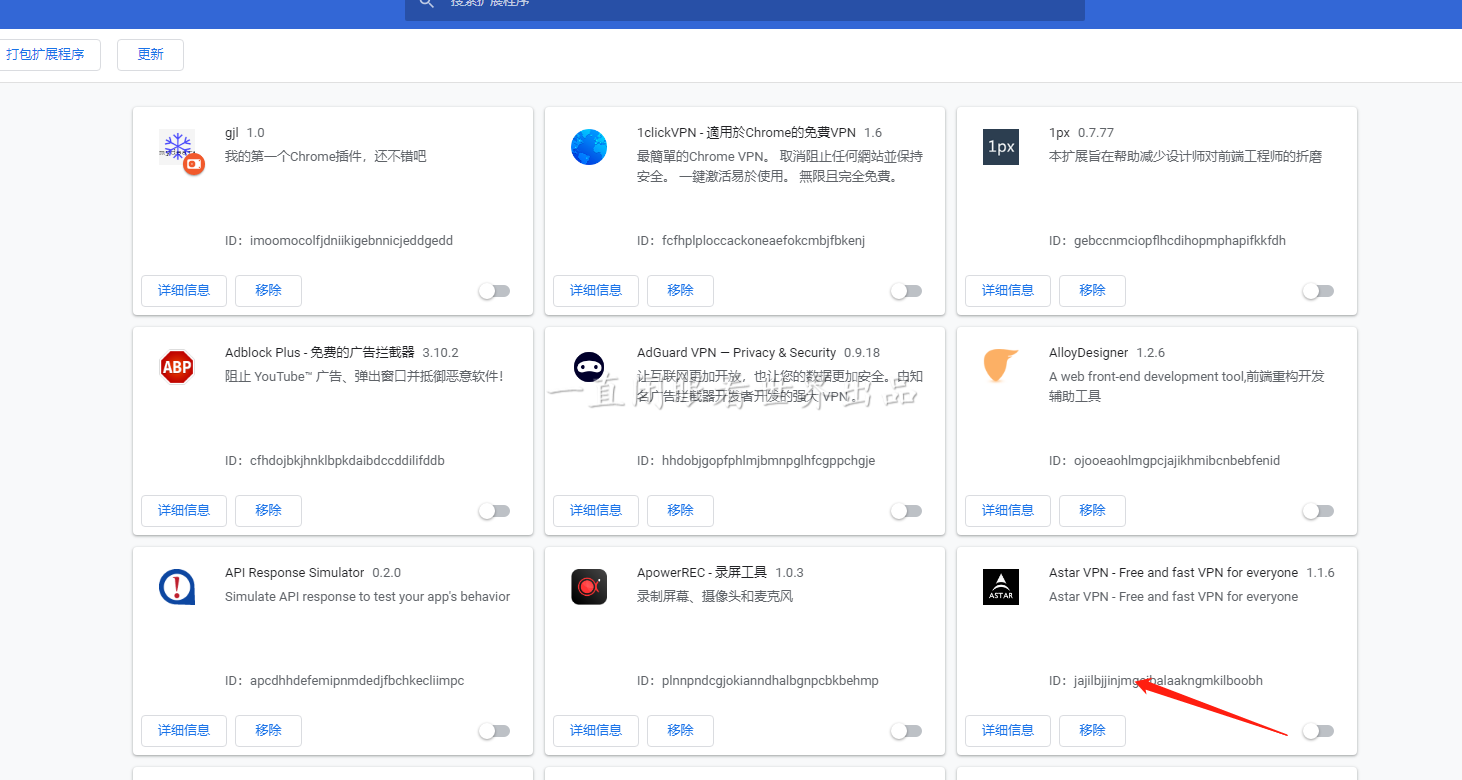 搜索扩展程序
打包扩展程序
更新
gjl 1.0
我的第一个Chrome插件，还不错吧
ID：imoomocolfjdniikigebnnicjeddgedd
详细信息
移除
1clickVPN - 適用於Chrome的免費VPN 1.6
最簡單的Chrome VPN。 取消阻止任何網站並保持
安全。 一鍵激活易於使用。 無限且完全免費。
ID：fcfhplploccackoneaefokcmbjfbkenj
详细信息
移除
1px
1px 0.7.77
本扩展旨在帮助减少设计师对前端工程师的折磨
ID：gebccnmciopflhcdihopmphapifkkfdh
详细信息
移除
ABP
Adblock Plus - 免费的广告拦截器 3.10.2
阻止 YouTube™ 广告、弹出窗口并抵御恶意软件！
ID：cfhdojbkjhnklbpkdaibdccddilifddb
详细信息
移除
AdGuard VPN — Privacy & Security 0.9.18
让互联网更加开放，也让您的数据更加安全。由知
名广告拦截器开发者开发的强大 VPN 。
一直闭眼看世界出品
ID：hhdobjgopfphlmjbmnpglhfcgppchgje
详细信息
移除
AlloyDesigner 1.2.6
A web front-end development tool,前端重构开发
辅助工具
ID：ojooeaohlmgpcjajikhmibcnbebfenid
详细信息
移除
API Response Simulator 0.2.0
Simulate API response to test your app's behavior
ID：apcdhhdefemipnmdedjfbchkecliimpc
详细信息
移除
ApowerREC - 录屏工具 1.0.3
录制屏幕、摄像头和麦克风
ID：plnnpndcgjokianndhalbgnpcbkbehmp
详细信息
移除
ASTAR
Astar VPN - Free and fast VPN for everyone 1.1.6
Astar VPN - Free and fast VPN for everyone
详细信息
移除